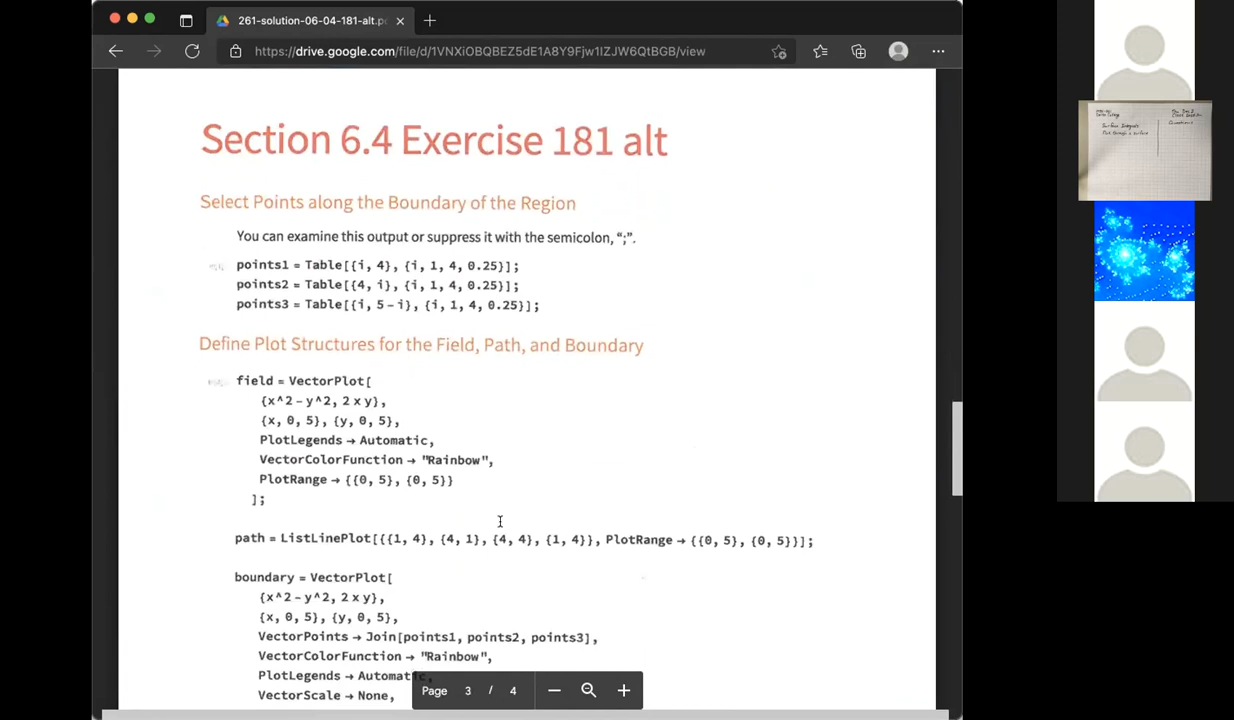 261-solution-06-04-181-alt.p
https://drive.google.com/file/d/1VNXiOBQBEZ5dE1A8Y9Fjw1lZJW6QtBGB/view
Section 6.4 Exercise 181 alt
Select Points along the Boundary of the Region
You can examine this output or suppress it with the semicolon, “;”.
points1 = Table[{i, 4}, {i, 1, 4, 0.25}];
points2 = Table[{4, i}, {i, 1, 4, 0.25}];
points3 = Table[{i, 5 - i}, {i, 1, 4, 0.25}];
Define Plot Structures for the Field, Path, and Boundary
field = VectorPlot[
{x^2 - y^2, 2 x y},
{x, 0, 5}, {y, 0, 5},
PlotLegends → Automatic,
VectorColorFunction → "Rainbow",
PlotRange → {{0, 5}, {0, 5}}
];
path = ListLinePlot[{{1, 4}, {4, 1}, {4, 4}, {1, 4}}, PlotRange → {{0, 5}, {0, 5}}];
boundary = VectorPlot[
{x^2 - y^2, 2 x y},
{x, 0, 5}, {y, 0, 5},
VectorPoints → Join[points1, points2, points3],
VectorColorFunction → "Rainbow",
PlotLegends → Automatic,
VectorScale → None,
Page 3 / 4
Surface Integrals
Flux through a surface